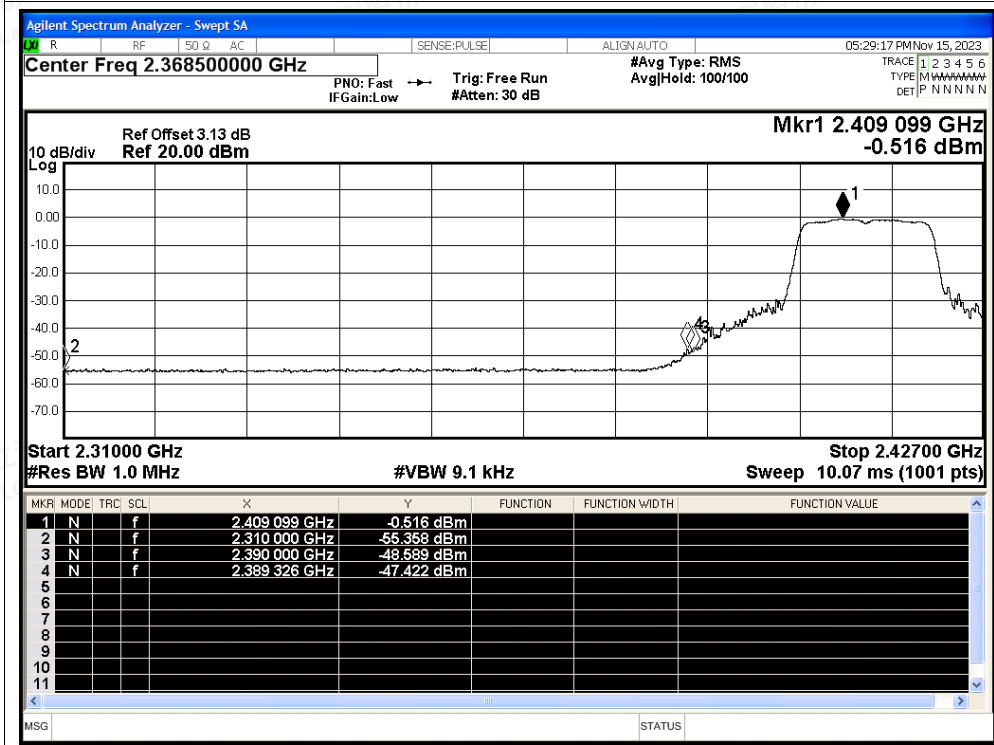 Agilent Spectrum Analyzer - Swept SA
LXI R RF 50 Ω AC SENSE:PULSE ALIGN AUTO 05:29:17 PM Nov 15, 2023
Center Freq 2.368500000 GHz
PNO: Fast
IFGain:Low
Trig: Free Run
#Atten: 30 dB
#Avg Type: RMS
Avg|Hold: 100/100
TRACE 1 2 3 4 5 6
TYPE M WWWWW
DET P N N N N N
Ref Offset 3.13 dB
10 dB/div Ref 20.00 dBm
Log
Mkr1 2.409 099 GHz
-0.516 dBm
10.0
0.00
-10.0
-20.0
-30.0
-40.0
-50.0
-60.0
-70.0
1
2
4
3
Start 2.31000 GHz Stop 2.42700 GHz
#Res BW 1.0 MHz #VBW 9.1 kHz Sweep 10.07 ms (1001 pts)
MKR MODE TRC SCL X Y FUNCTION FUNCTION WIDTH FUNCTION VALUE
1 N f 2.409 099 GHz -0.516 dBm
2 N f 2.310 000 GHz -55.358 dBm
3 N f 2.390 000 GHz -48.589 dBm
4 N f 2.389 326 GHz -47.422 dBm
5
6
7
8
9
10
11
MSG STATUS